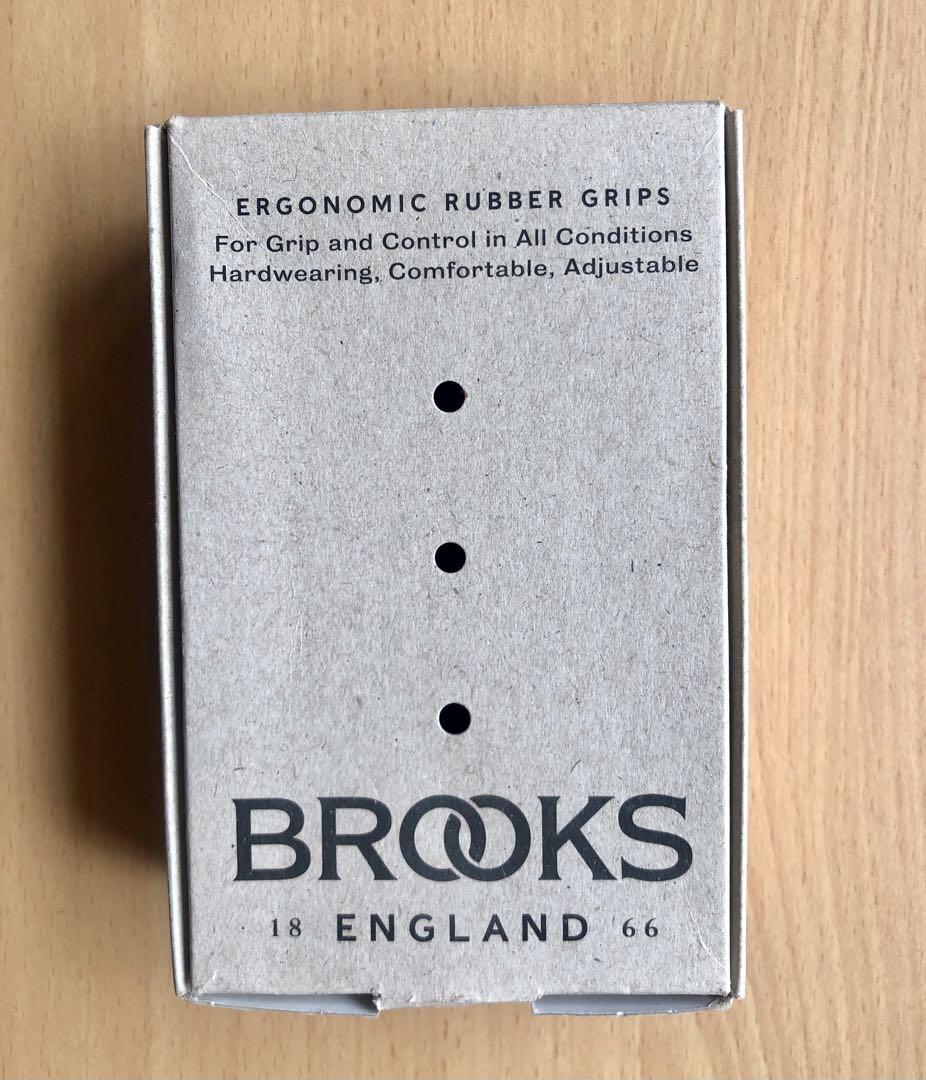 ERGONOMIC RUBBER GRIPS
For Grip and Control in All Conditions
Hardwearing, Comfortable, Adjustable
BROOKS
18 ENGLAND 66